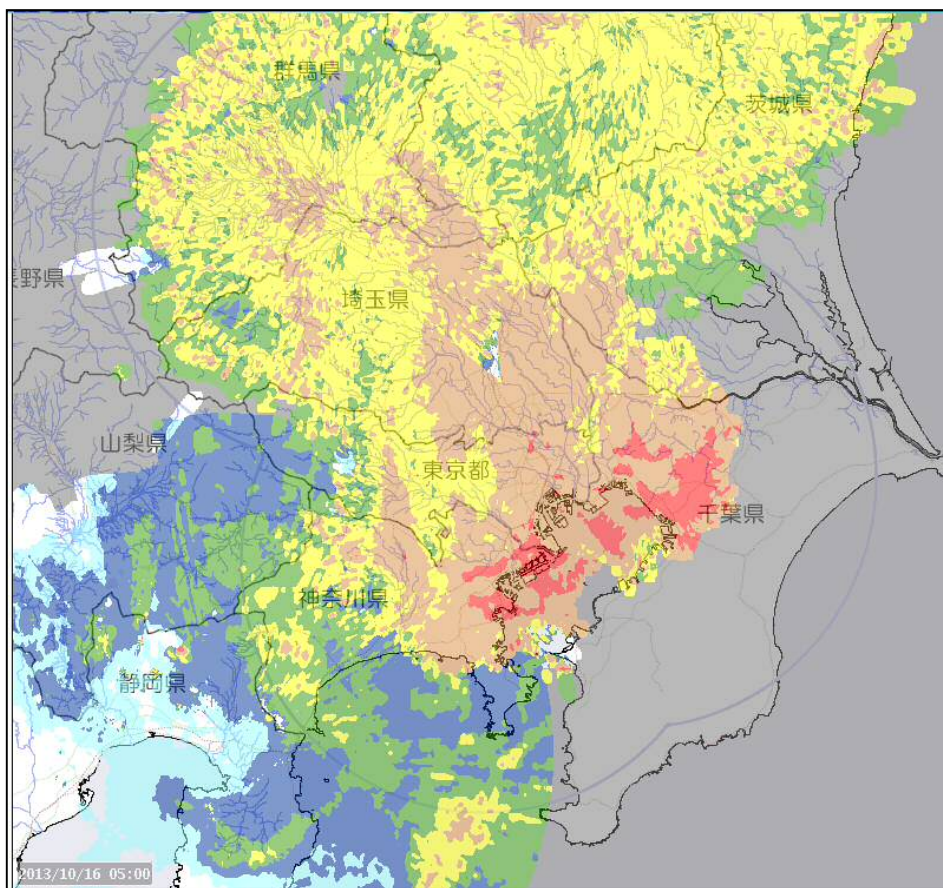 群馬県
茨城県
長野県
埼玉県
山梨県
東京都
千葉県
神奈川県
静岡県
2013/10/16 05:00